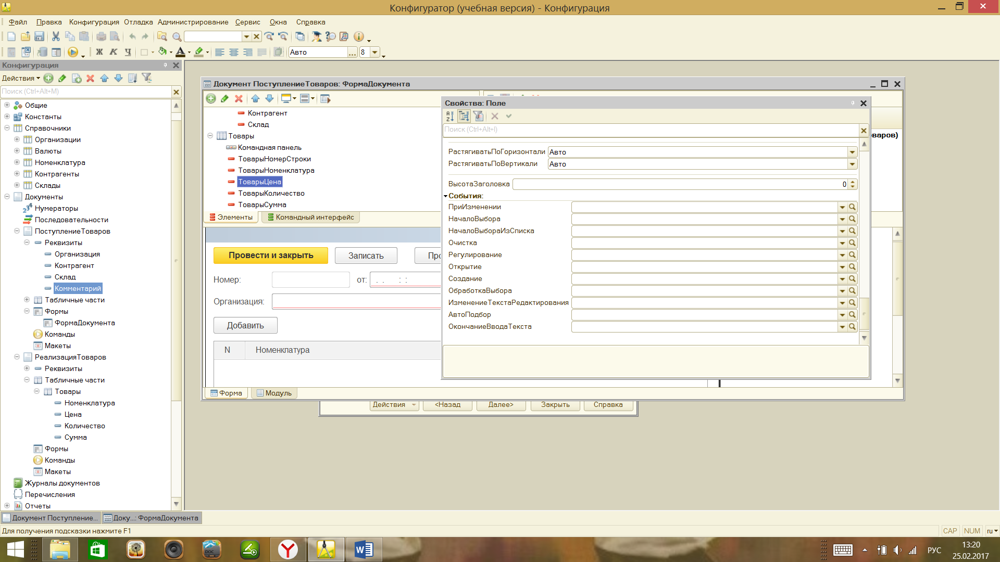 Конфигуратор (учебная версия) - Конфигурация
Файл Правка Конфигурация Отладка Администрирование Сервис Окна Справка
Ж К Ч А Авто ... 8
Конфигурация
Действия
Поиск (Ctrl+Alt+M)
Общие
Константы
Справочники
Организации
Валюты
Номенклатура
Контрагенты
Склады
Документы
Нумераторы
Последовательности
ПоступлениеТоваров
Реквизиты
Организация
Контрагент
Склад
Комментарий
Табличные части
Формы
ФормаДокумента
Команды
Макеты
РеализацияТоваров
Реквизиты
Табличные части
Товары
Номенклатура
Цена
Количество
Сумма
Формы
Команды
Макеты
Журналы документов
Перечисления
Отчеты
Документ ПоступлениеТоваров: ФормаДокумента
Контрагент
Склад
Товары
Командная панель
ТоварыНомерСтроки
ТоварыНоменклатура
ТоварыЦена
ТоварыКоличество
ТоварыСумма
Элементы Командный интерфейс
Провести и закрыть Записать Про
Номер: от: . . : :
Организация:
Добавить
N Номенклатура
Форма Модуль
Действия <Назад Далее> Закрыть Справка
Свойства: Поле
Поиск (Ctrl+Alt+I)
оваров)
РастягиватьПоГоризонтали Авто
РастягиватьПоВертикали Авто
ВысотаЗаголовка 0
События:
ПриИзменении
НачалоВыбора
НачалоВыбораИзСписка
Очистка
Регулирование
Открытие
Создание
ОбработкаВыбора
ИзменениеТекстаРедактирования
АвтоПодбор
ОкончаниеВводаТекста
Документ Поступление... Доку...: ФормаДокумента
Для получения подсказки нажмите F1 CAP NUM ru
DOC
РУС 13:20
25.02.2017